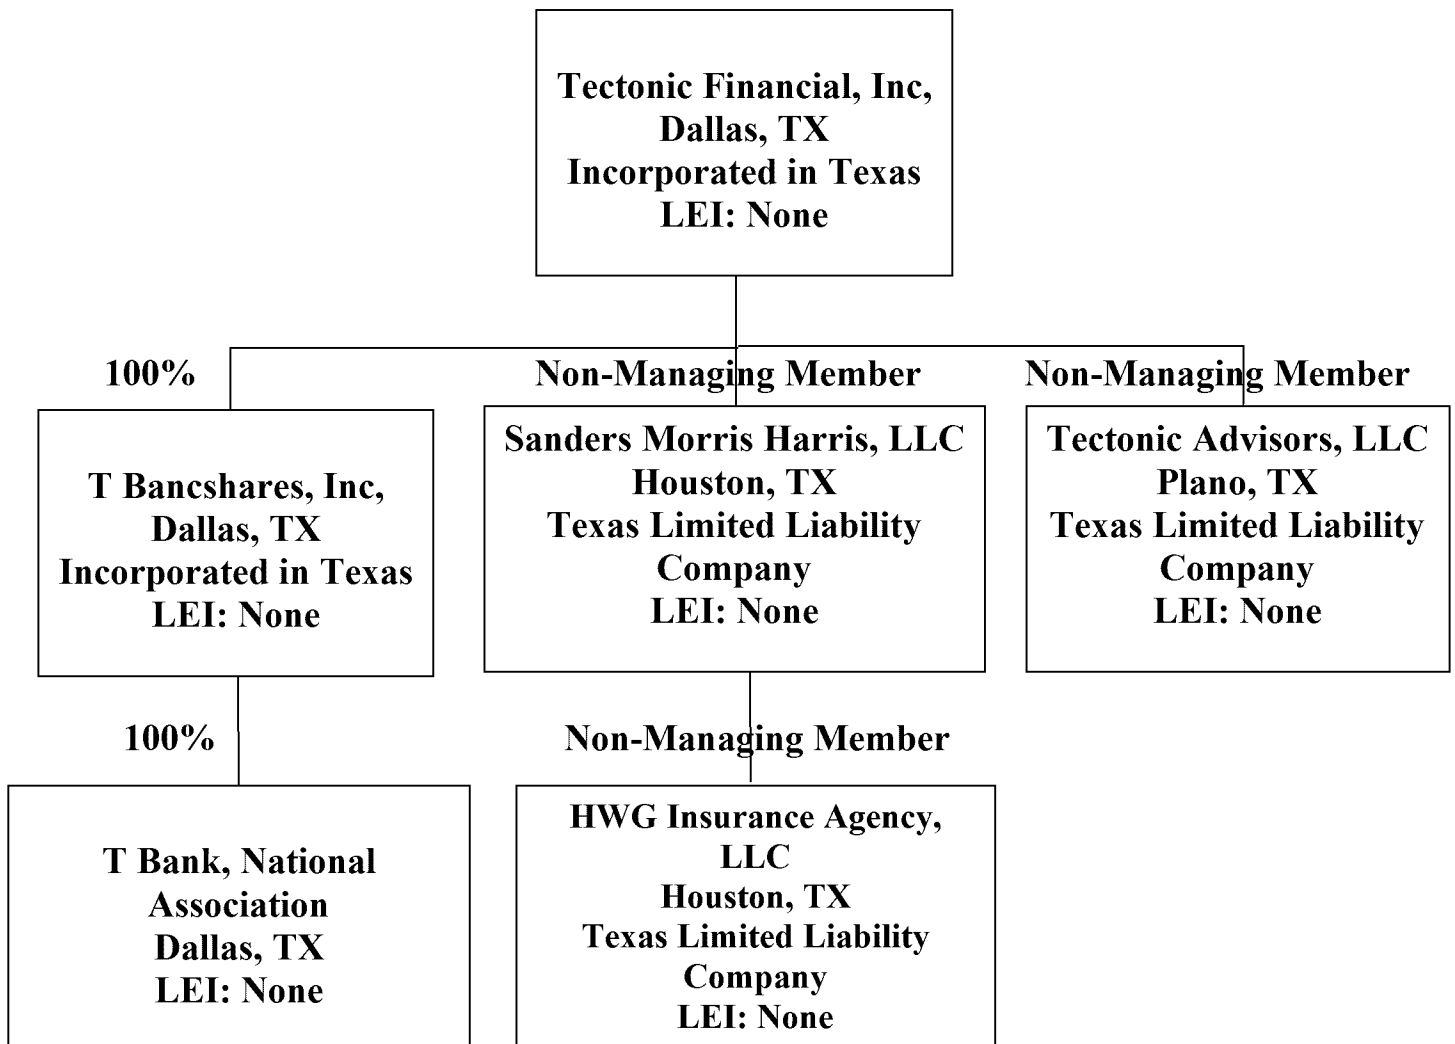 Tectonic Financial, Inc,
Dallas, TX
Incorporated in Texas
LEI: None
100%
Non-Managing Member
Non-Managing Member
T Bancshares, Inc,
Dallas, TX
Incorporated in Texas
LEI: None
Sanders Morris Harris, LLC
Houston, TX
Texas Limited Liability
Company
LEI: None
Tectonic Advisors, LLC
Plano, TX
Texas Limited Liability
Company
LEI: None
100%
Non-Managing Member
T Bank, National
Association
Dallas, TX
LEI: None
HWG Insurance Agency,
LLC
Houston, TX
Texas Limited Liability
Company
LEI: None